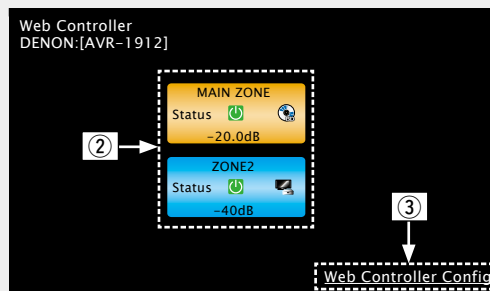 Web Controller
DENON:[AVR-1912]
MAIN ZONE
Status
-20.0dB
②
ZONE2
Status
-40dB
③
Web Controller Config